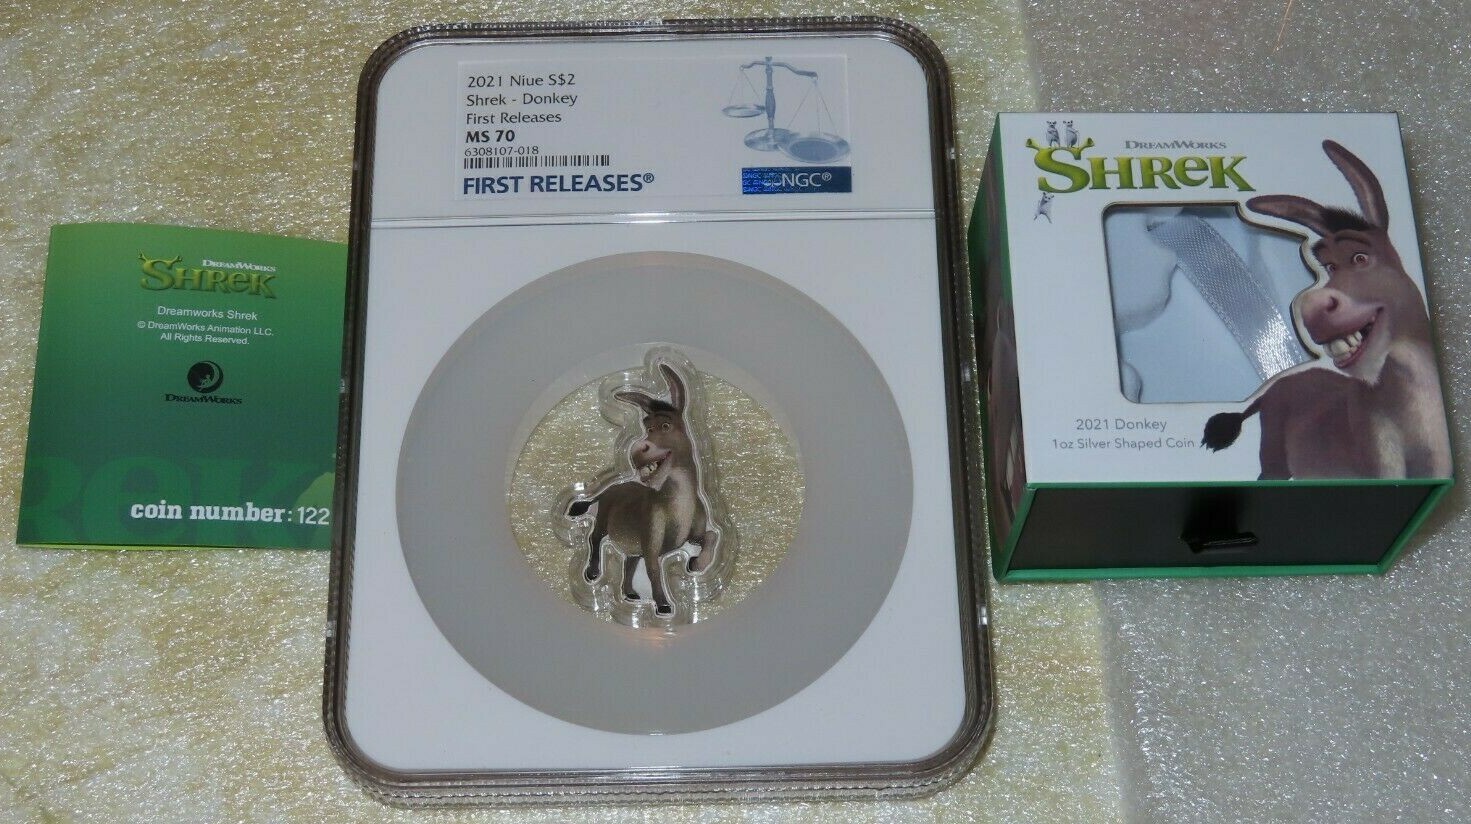 DREAMWORKS
SHREK
Dreamworks Shrek
© DreamWorks Animation LLC.
All Rights Reserved.
DREAMWORKS
REK
coin number: 122
2021 Niue S$2
Shrek - Donkey
First Releases
MS 70
6308107-018
FIRST RELEASES®
NGC®
DREAMWORKS
SHREK
2021 Donkey
1oz Silver Shaped Coin